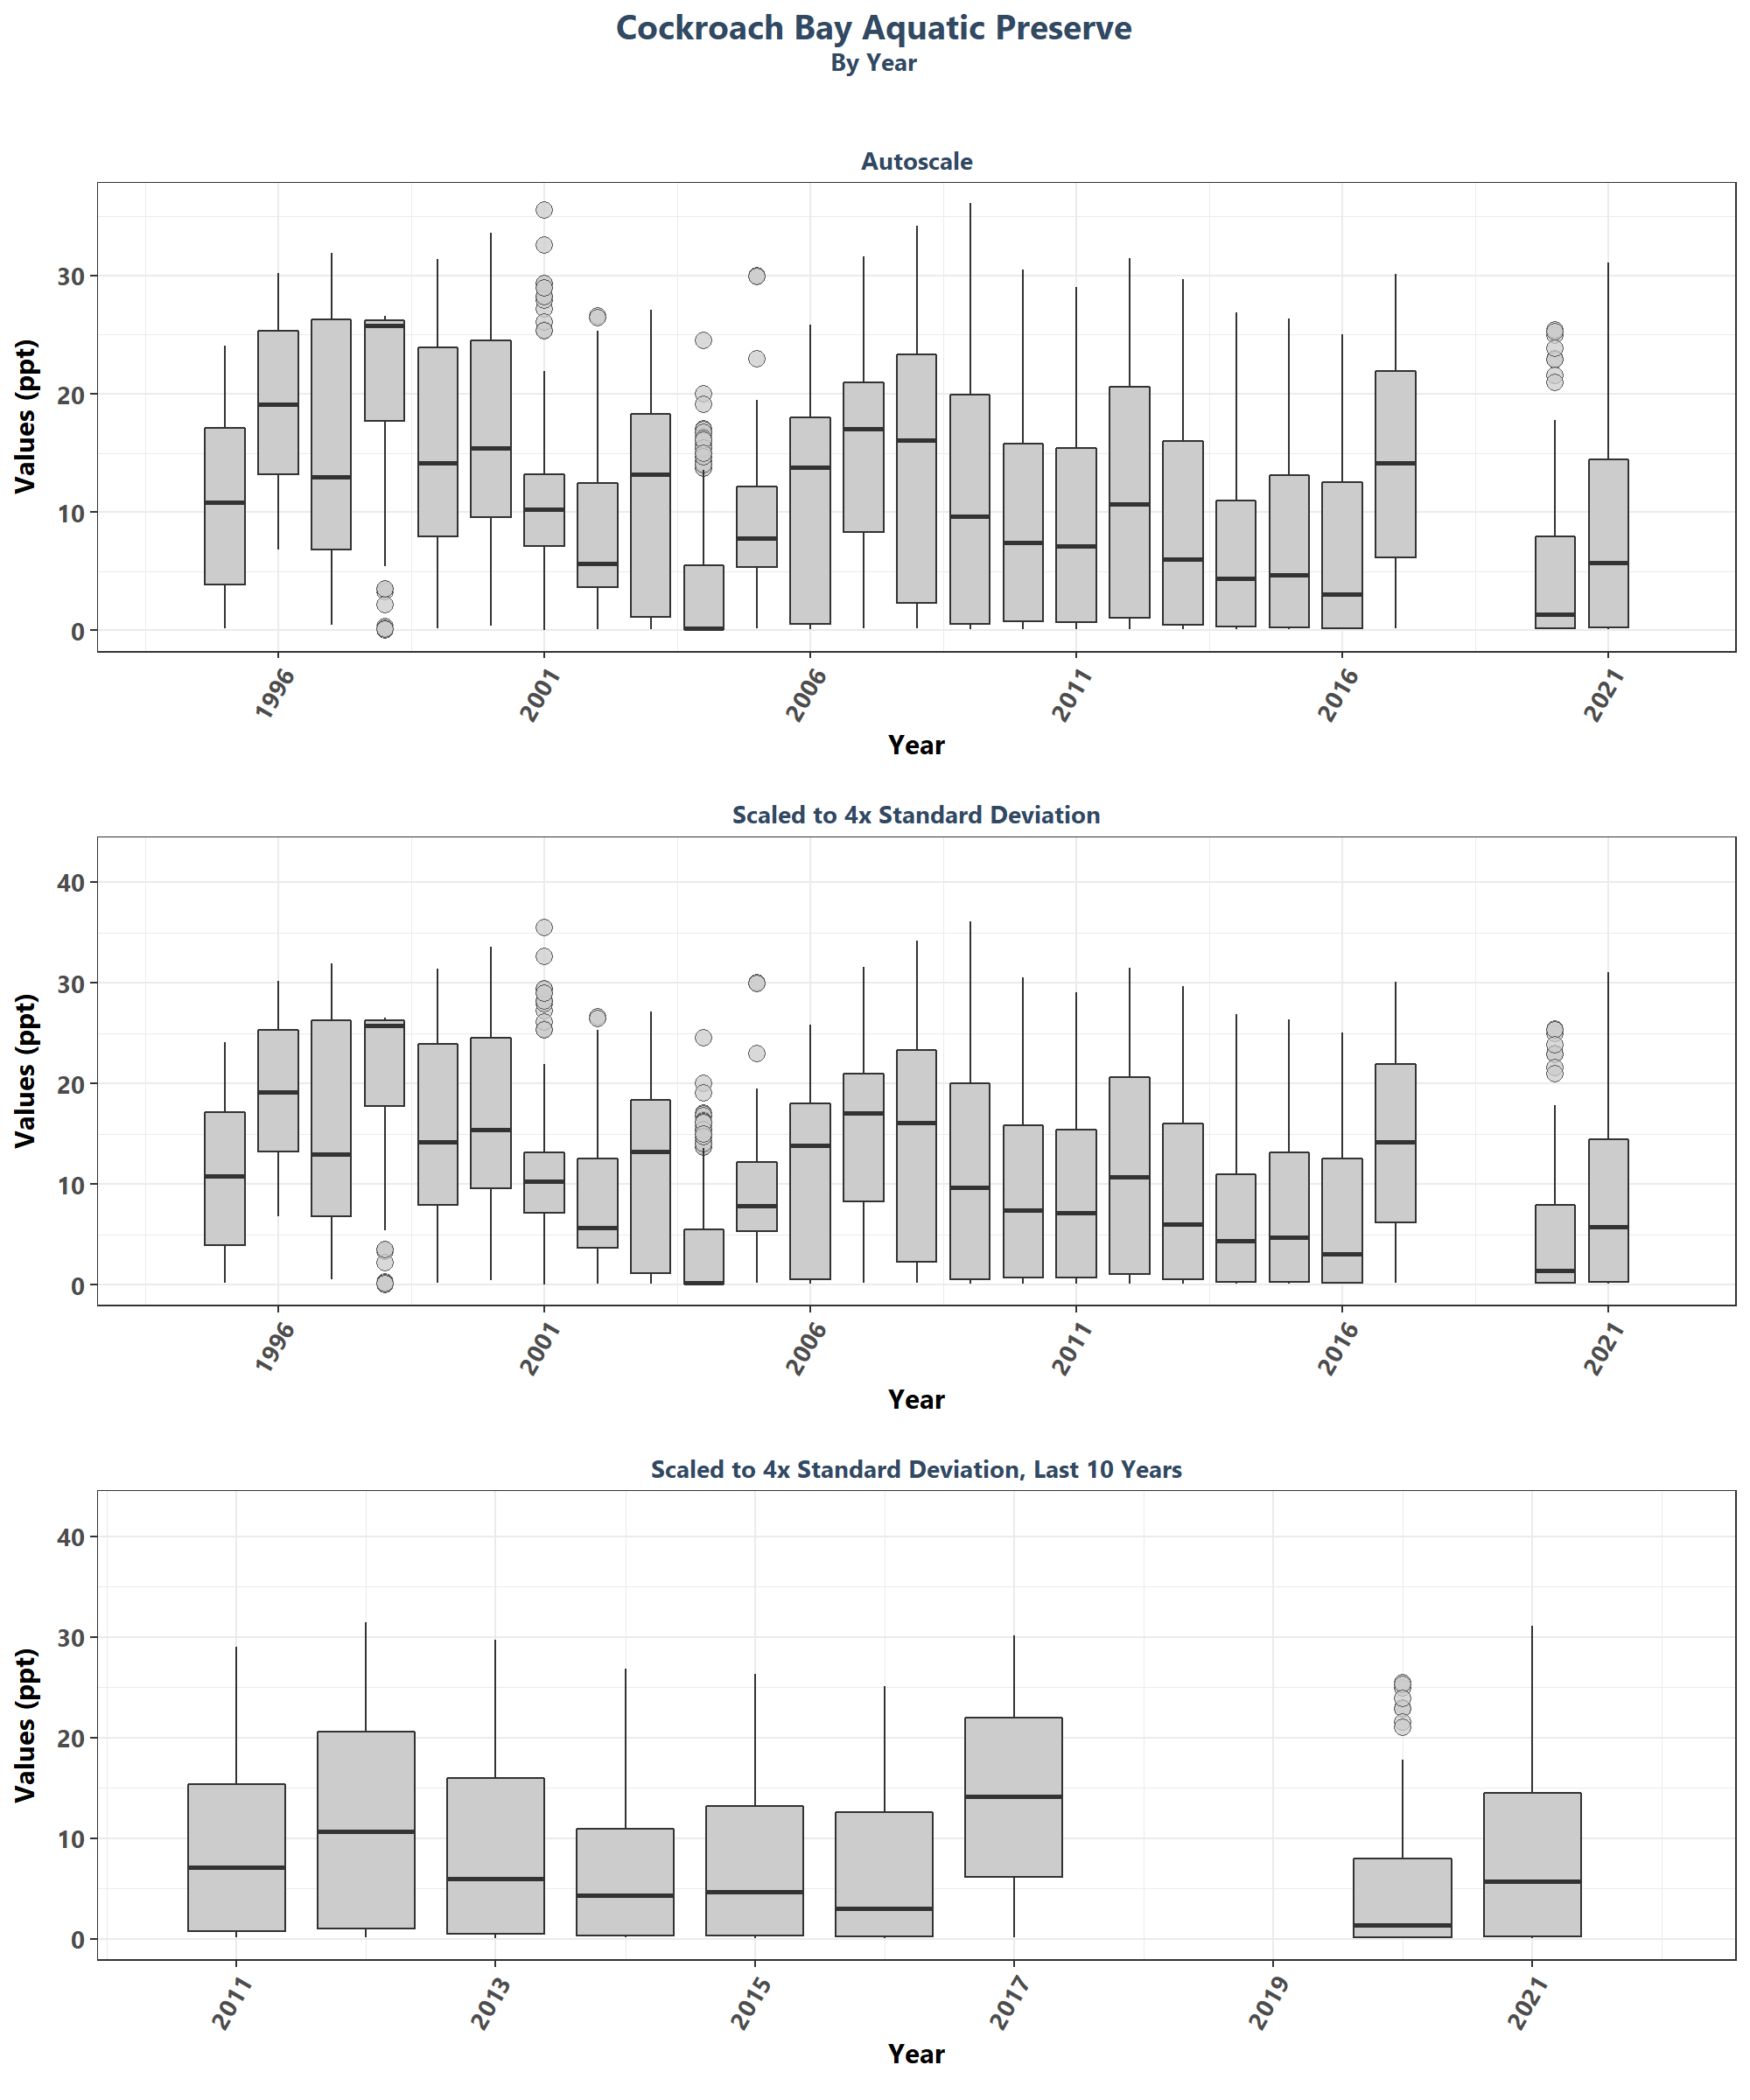 Cockroach Bay Aquatic Preserve
By Year
Autoscale
Values (ppt)
30
20
10
0
1996 2001 2006 2011 2016 2021
Year
Scaled to 4x Standard Deviation
Values (ppt)
40
30
20
10
0
1996 2001 2006 2011 2016 2021
Year
Scaled to 4x Standard Deviation, Last 10 Years
Values (ppt)
40
30
20
10
0
2011 2013 2015 2017 2019 2021
Year